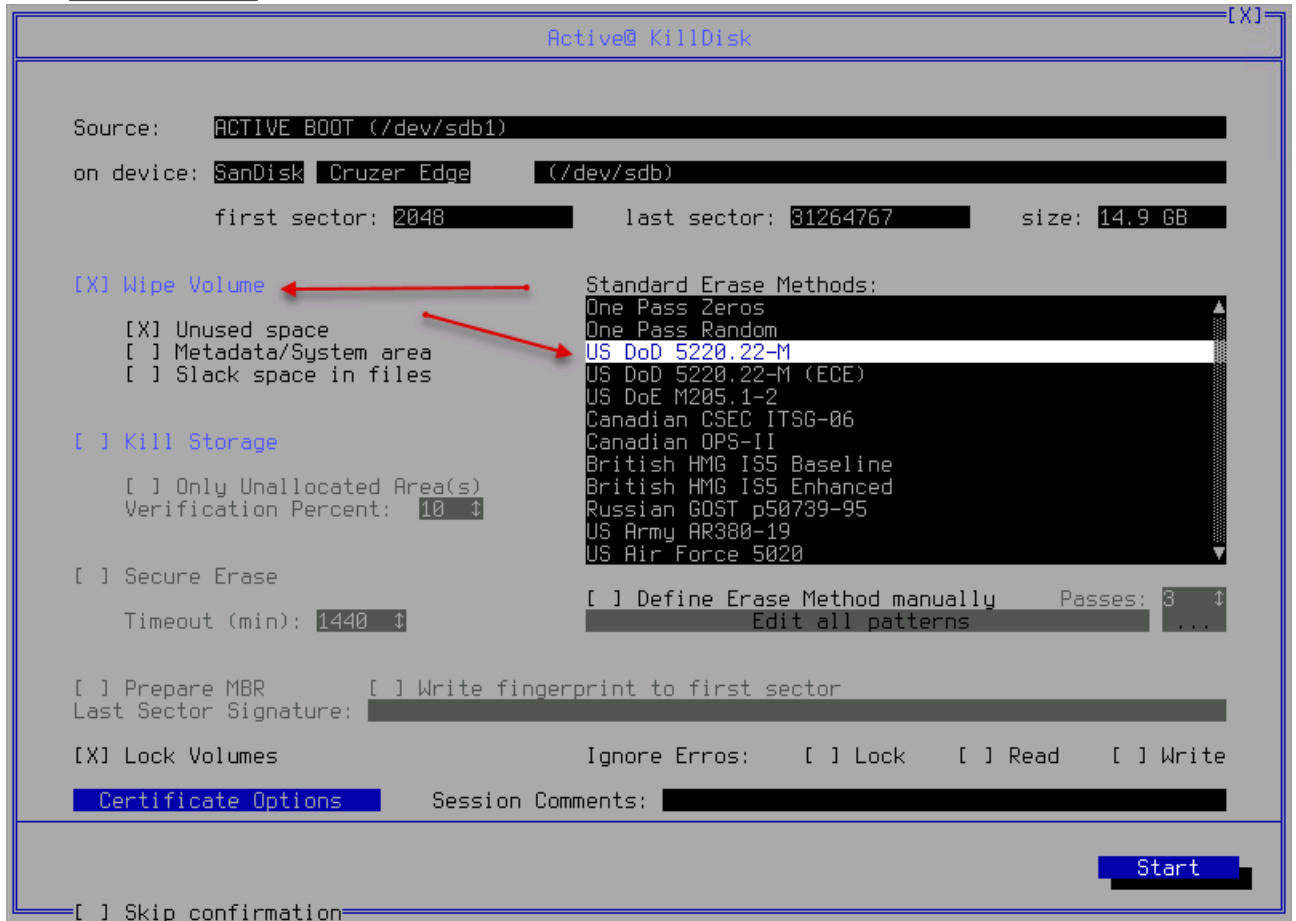 [X]
Active@ KillDisk
Source: ACTIVE BOOT (/dev/sdb1)
on device: SanDisk Cruzer Edge (/dev/sdb)
first sector: 2048 last sector: 31264767 size: 14.9 GB
[X] Wipe Volume
[X] Unused space
[ ] Metadata/System area
[ ] Slack space in files
[ ] Kill Storage
[ ] Only Unallocated Area(s)
Verification Percent: 10 ↕
[ ] Secure Erase
Timeout (min): 1440 ↕
Standard Erase Methods:
One Pass Zeros
One Pass Random
US DoD 5220.22-M
US DoD 5220.22-M (ECE)
US DoE M205.1-2
Canadian CSEC ITSG-06
Canadian OPS-II
British HMG IS5 Baseline
British HMG IS5 Enhanced
Russian GOST p50739-95
US Army AR380-19
US Air Force 5020
[ ] Define Erase Method manually Passes: 3 ↕
Edit all patterns ...
[ ] Prepare MBR [ ] Write fingerprint to first sector
Last Sector Signature:
[X] Lock Volumes Ignore Erros: [ ] Lock [ ] Read [ ] Write
Certificate Options Session Comments:
Start
[ ] Skip confirmation